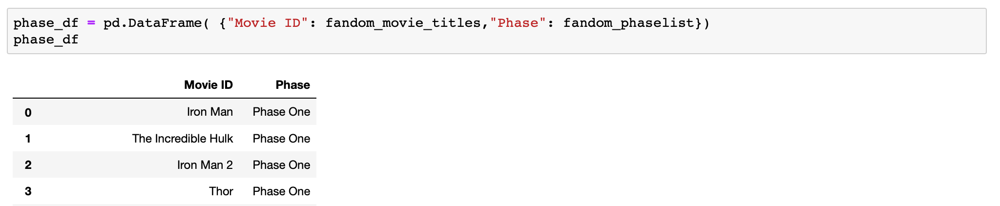 phase_df = pd.DataFrame( {"Movie ID": fandom_movie_titles,"Phase": fandom_phaselist})
phase_df
Movie ID Phase
0 Iron Man Phase One
1 The Incredible Hulk Phase One
2 Iron Man 2 Phase One
3 Thor Phase One